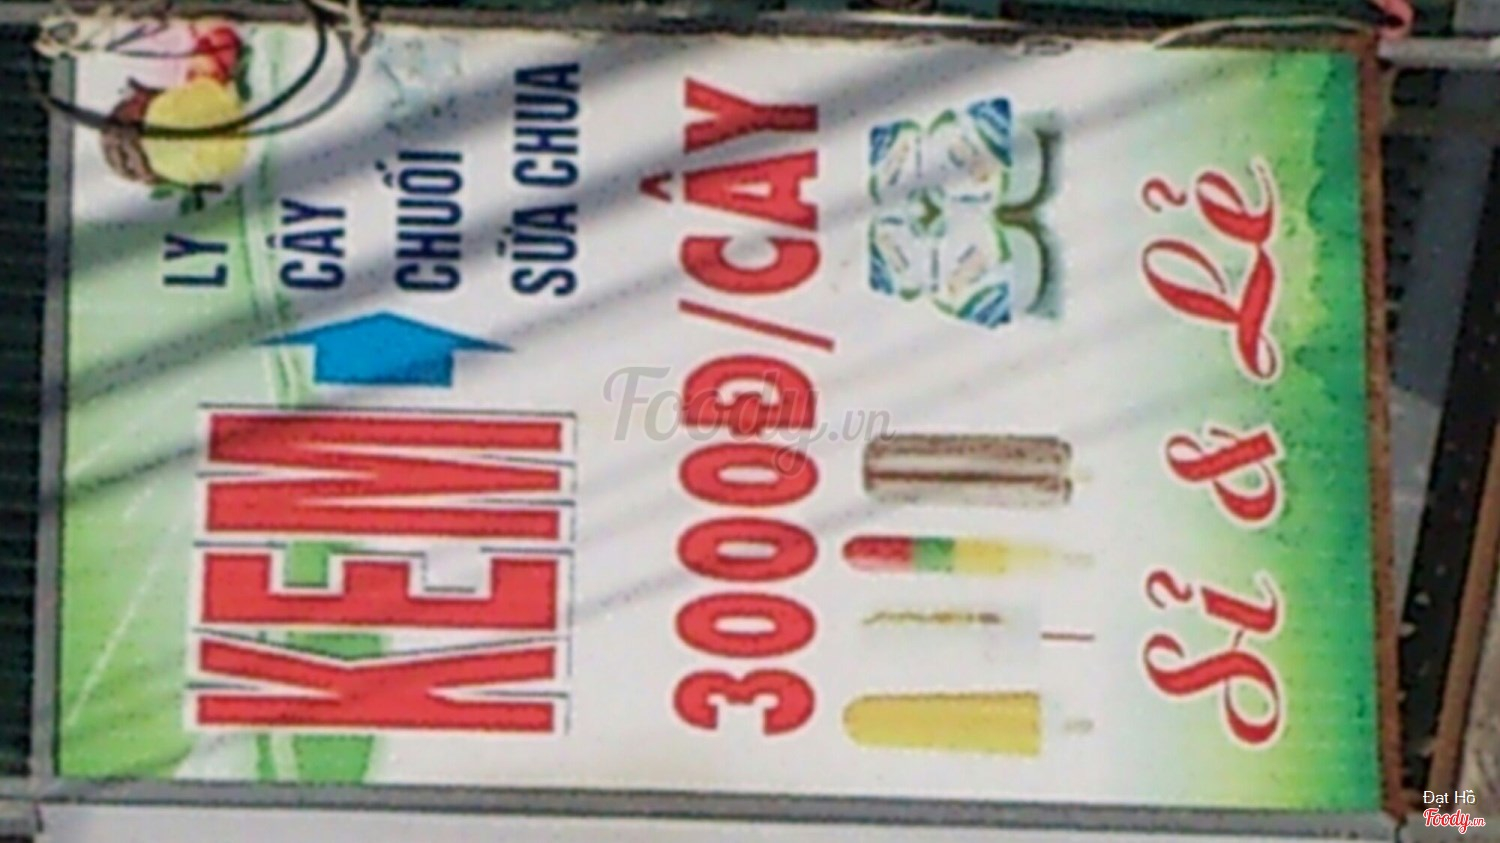 KEM
LY
CÂY
CHUỐI
SỮA CHUA
3000Đ/CÂY
Sỉ & Lẻ
Foody.vn
Đạt Hồ
Foody.vn